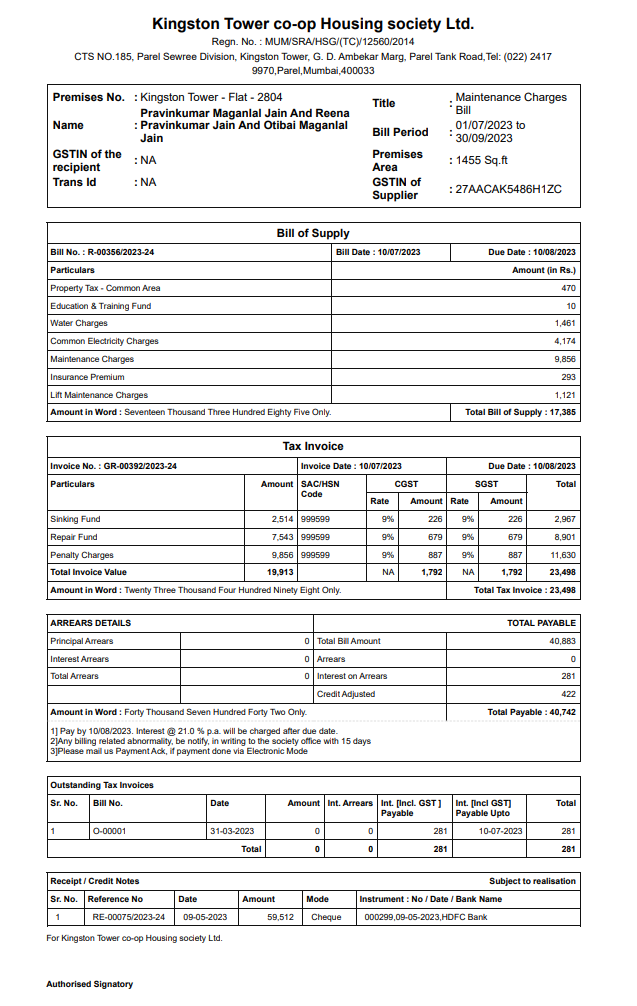 Kingston Tower co-op Housing society Ltd.
Regn. No. : MUM/SRA/HSG/(TC)/12560/2014
CTS NO.185, Parel Sewree Division, Kingston Tower, G. D. Ambekar Marg, Parel Tank Road,Tel: (022) 2417
9970,Parel,Mumbai,400033
Premises No. : Kingston Tower - Flat - 2804
Name : Pravinkumar Maganlal Jain And Reena
Pravinkumar Jain And Otibai Maganlal
Jain
GSTIN of the
recipient : NA
Trans Id : NA
Title : Maintenance Charges
Bill
Bill Period : 01/07/2023 to
30/09/2023
Premises
Area : 1455 Sq.ft
GSTIN of
Supplier : 27AACAK5486H1ZC
Bill of Supply
Bill No. : R-00356/2023-24 Bill Date : 10/07/2023 Due Date : 10/08/2023
Particulars Amount (in Rs.)
Property Tax - Common Area 470
Education & Training Fund 10
Water Charges 1,461
Common Electricity Charges 4,174
Maintenance Charges 9,856
Insurance Premium 293
Lift Maintenance Charges 1,121
Amount in Word : Seventeen Thousand Three Hundred Eighty Five Only. Total Bill of Supply : 17,385
Tax Invoice
Invoice No. : GR-00392/2023-24 Invoice Date : 10/07/2023 Due Date : 10/08/2023
Particulars Amount SAC/HSN Code CGST SGST Total
Rate Amount Rate Amount
Sinking Fund 2,514 999599 9% 226 9% 226 2,967
Repair Fund 7,543 999599 9% 679 9% 679 8,901
Penalty Charges 9,856 999599 9% 887 9% 887 11,630
Total Invoice Value 19,913 NA 1,792 NA 1,792 23,498
Amount in Word : Twenty Three Thousand Four Hundred Ninety Eight Only. Total Tax Invoice : 23,498
ARREARS DETAILS TOTAL PAYABLE
Principal Arrears 0 Total Bill Amount 40,883
Interest Arrears 0 Arrears 0
Total Arrears 0 Interest on Arrears 281
Credit Adjusted 422
Amount in Word : Forty Thousand Seven Hundred Forty Two Only. Total Payable : 40,742
1] Pay by 10/08/2023. Interest @ 21.0 % p.a. will be charged after due date.
2]Any billing related abnormality, be notify, in writing to the society office with 15 days
3]Please mail us Payment Ack, if payment done via Electronic Mode
Outstanding Tax Invoices
Sr. No. Bill No. Date Amount Int. Arrears Int. [Incl. GST ] Payable Int. [Incl GST] Payable Upto Total
1 O-00001 31-03-2023 0 0 281 10-07-2023 281
Total 0 0 281 281
Receipt / Credit Notes Subject to realisation
Sr. No. Reference No Date Amount Mode Instrument : No / Date / Bank Name
1 RE-00075/2023-24 09-05-2023 59,512 Cheque 000299,09-05-2023,HDFC Bank
For Kingston Tower co-op Housing society Ltd.
Authorised Signatory